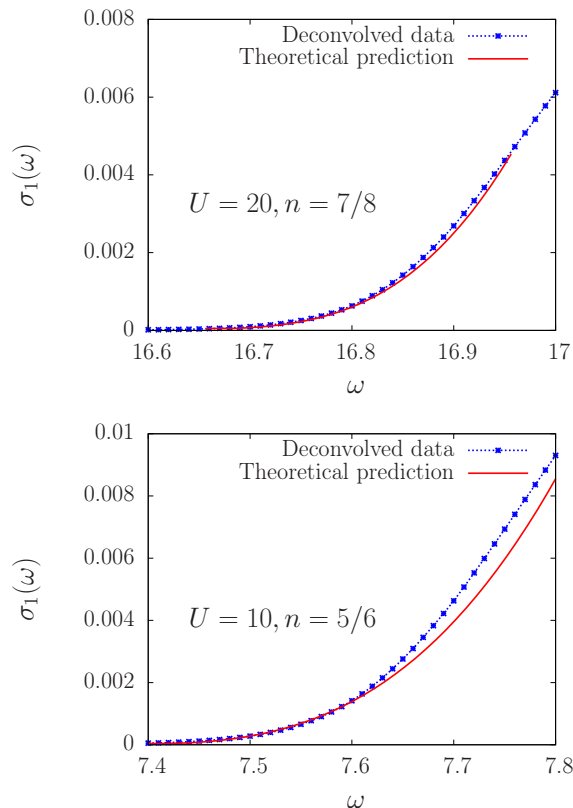 Deconvolved data
Theoretical prediction
0.008
0.006
0.004
0.002
0
σ₁(ω)
U = 20, n = 7/8
16.6 16.7 16.8 16.9 17
ω
Deconvolved data
Theoretical prediction
0.01
0.008
0.006
0.004
0.002
0
σ₁(ω)
U = 10, n = 5/6
7.4 7.5 7.6 7.7 7.8
ω